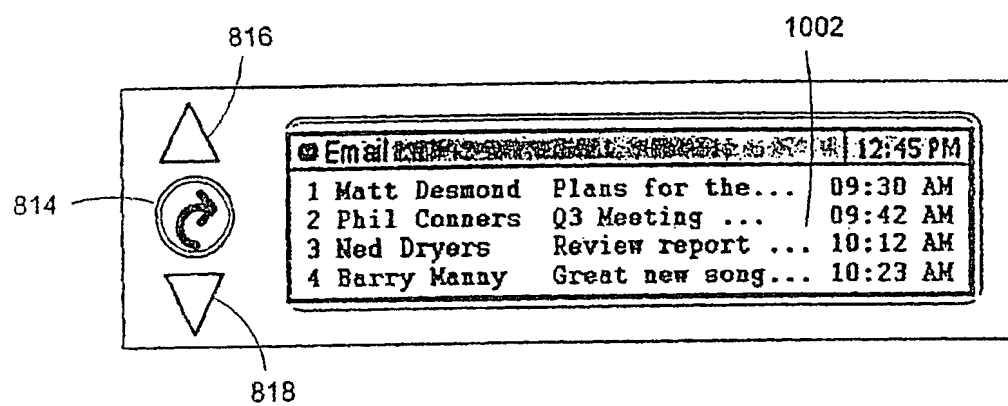 816
1002
Email 12:45 PM
814
1 Matt Desmond Plans for the... 09:30 AM
2 Phil Conners Q3 Meeting ... 09:42 AM
3 Ned Dryers Review report ... 10:12 AM
4 Barry Manny Great new song... 10:23 AM
818